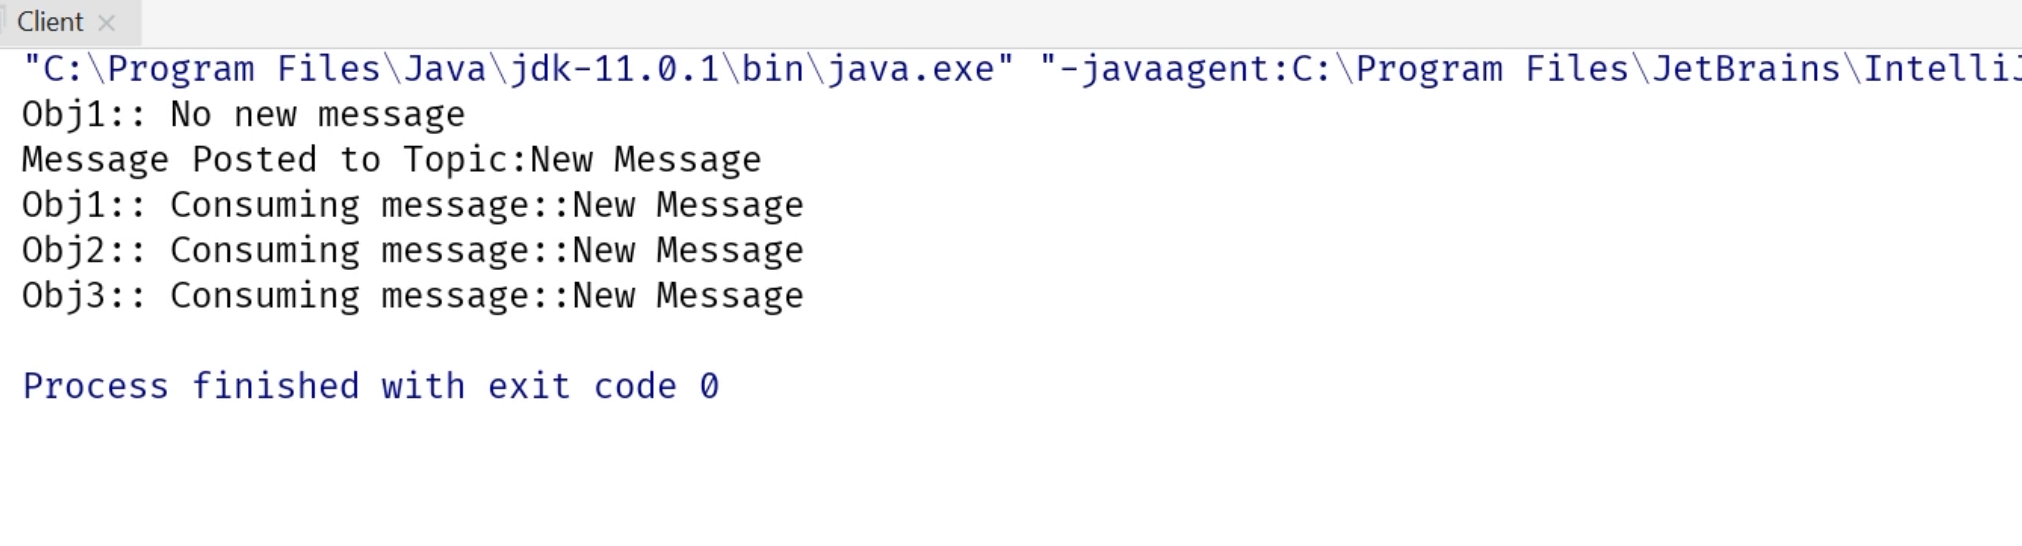 Client
"C:\Program Files\Java\jdk-11.0.1\bin\java.exe" "-javaagent:C:\Program Files\JetBrains\IntelliJ
Obj1:: No new message
Message Posted to Topic:New Message
Obj1:: Consuming message::New Message
Obj2:: Consuming message::New Message
Obj3:: Consuming message::New Message
Process finished with exit code 0